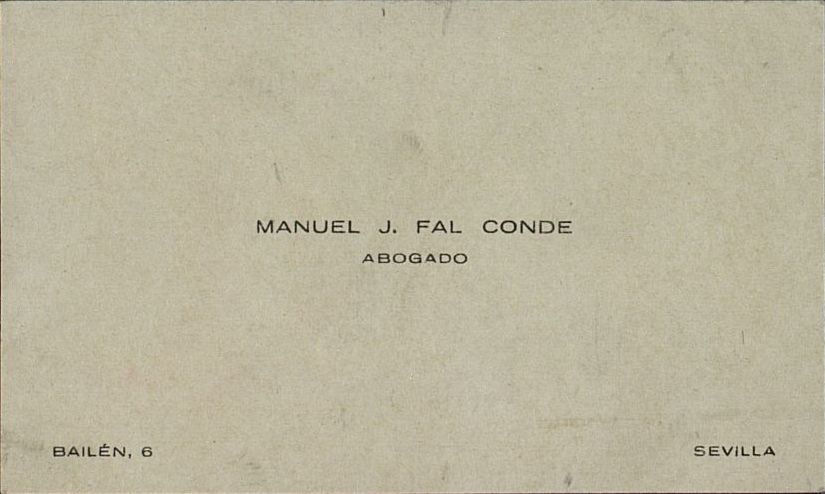 MANUEL J. FAL CONDE
ABOGADO
BAILÉN, 6
SEVILLA